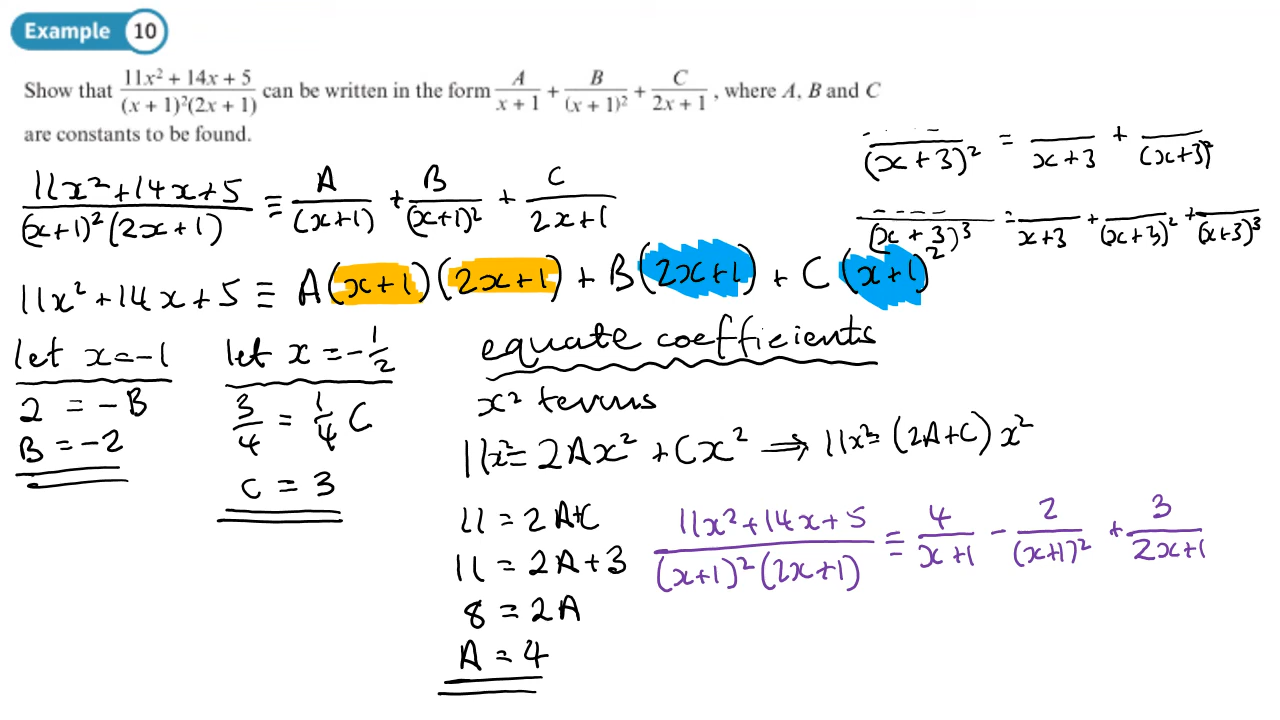 Example 10
Show that (11x² + 14x + 5)/((x + 1)²(2x + 1)) can be written in the form A/(x + 1) + B/(x + 1)² + C/(2x + 1), where A, B and C
are constants to be found.
----/(x+3)² = /(x+3) + /(x+3)²
(11x²+14x+5)/((x+1)²(2x+1)) ≡ A/(x+1) + B/(x+1)² + C/(2x+1)
----/(x+3)³ = /(x+3) + /(x+3)² + /(x+3)³
11x²+14x+5 ≡ A(x+1)(2x+1) + B(2x+1) + C(x+1)²
let x=-1
2 = -B
B = -2
let x = -1/2
3/4 = 1/4 C
C = 3
equate coefficients
x² terms
11x² = 2Ax² + Cx² ⇒ 11x² = (2A+C)x²
11 = 2A+C
11 = 2A+3
8 = 2A
A = 4
(11x²+14x+5)/((x+1)²(2x+1)) ≡ 4/(x+1) - 2/(x+1)² + 3/(2x+1)